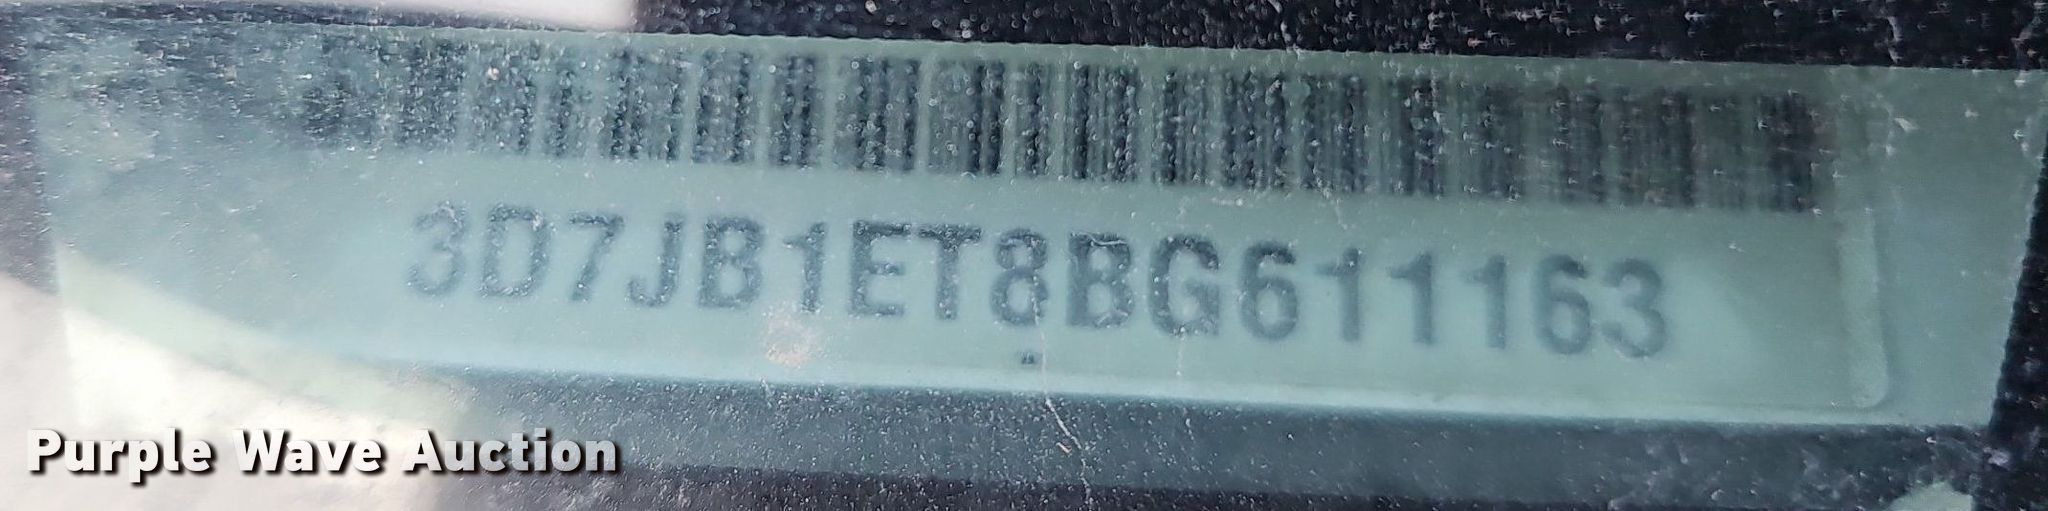 3D7JB1ET8BG611163
Purple Wave Auction